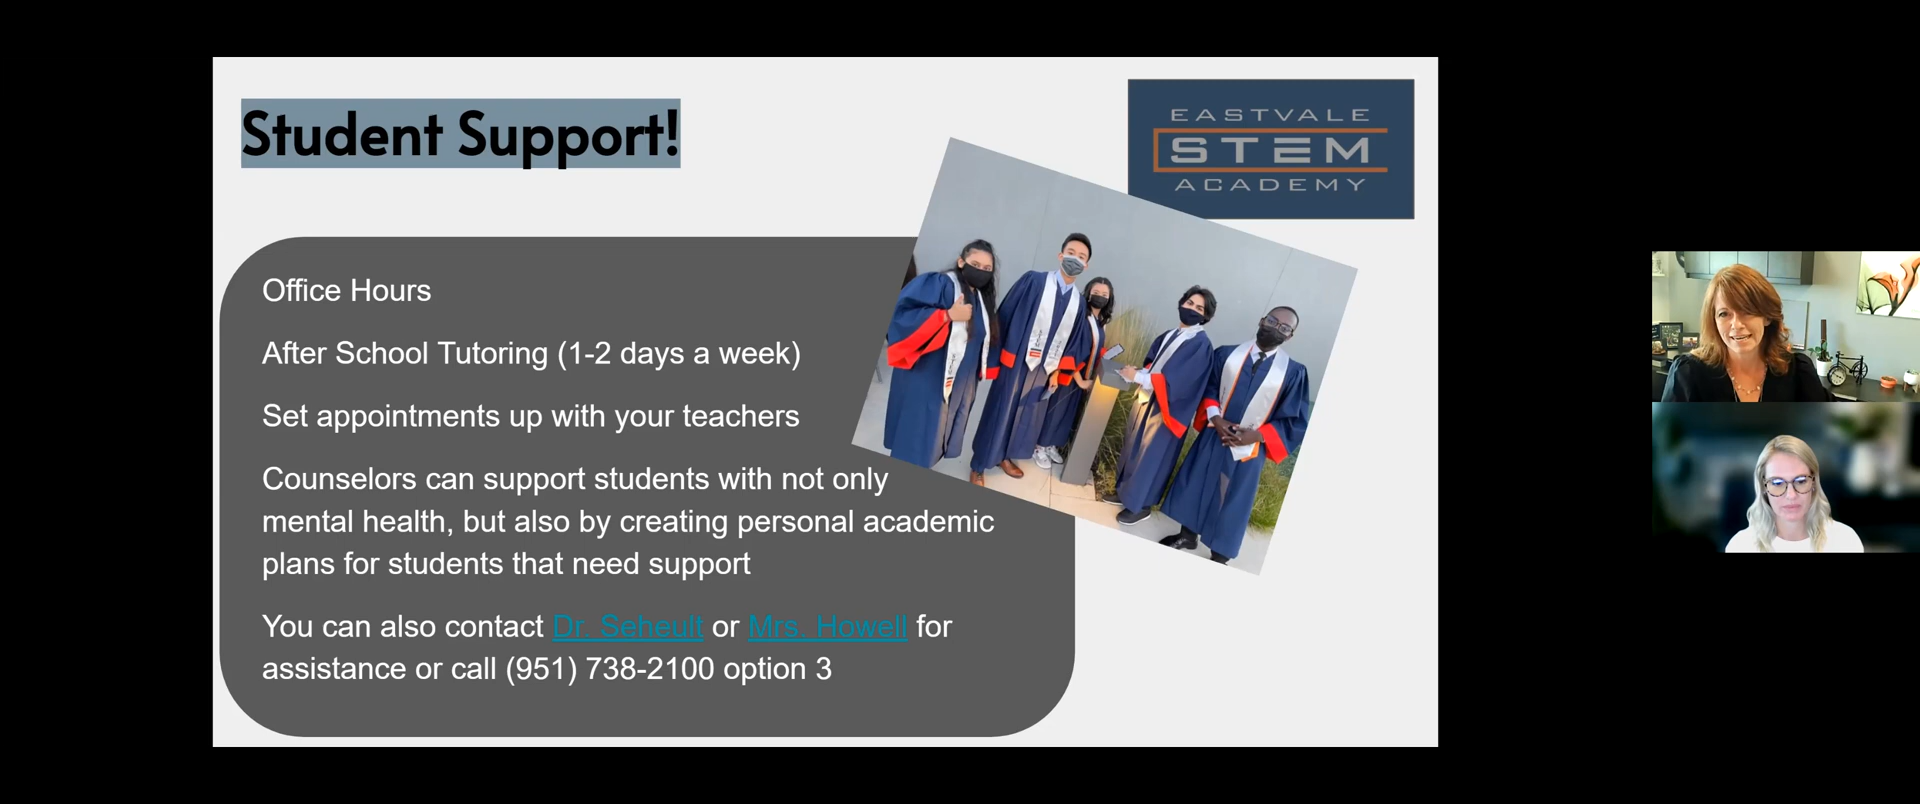 Student Support!
EASTVALE
STEM
ACADEMY
Office Hours
After School Tutoring (1-2 days a week)
Set appointments up with your teachers
Counselors can support students with not only
mental health, but also by creating personal academic
plans for students that need support
You can also contact Dr. Seheult or Mrs. Howell for
assistance or call (951) 738-2100 option 3